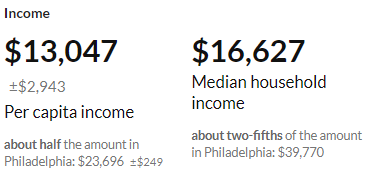 Income
$13,047
±$2,943
Per capita income
about half the amount in
Philadelphia: $23,696 ±$249
$16,627
Median household
income
about two-fifths of the amount
in Philadelphia: $39,770